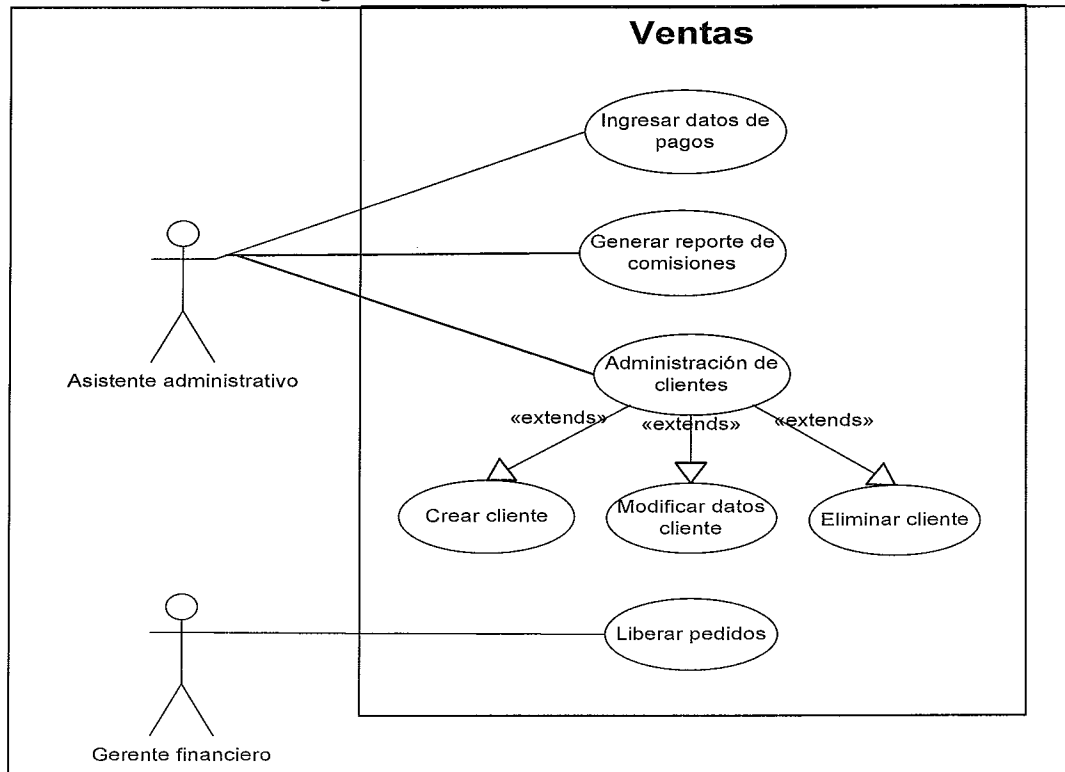 Ventas
Ingresar datos de
pagos
Generar reporte de
comisiones
Asistente administrativo
Administración de
clientes
«extends»
«extends»
«extends»
Crear cliente
Modificar datos
cliente
Eliminar cliente
Liberar pedidos
Gerente financiero